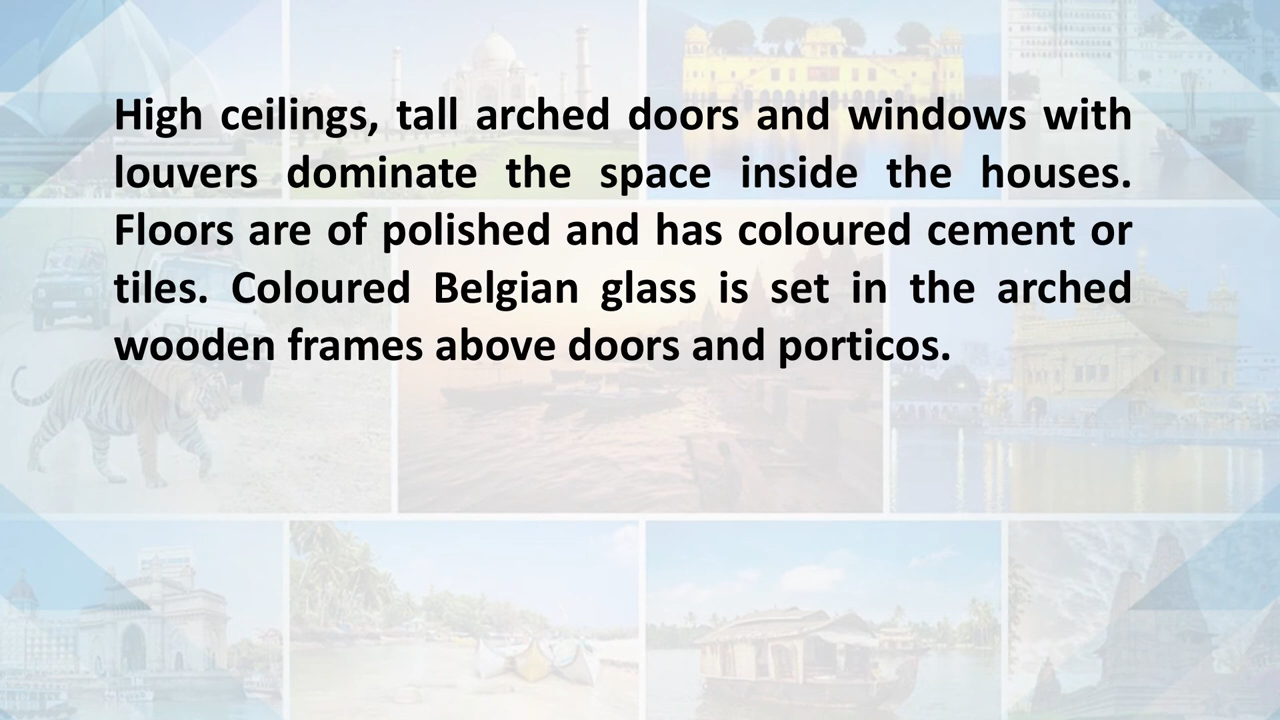 High ceilings, tall arched doors and windows with
louvers dominate the space inside the houses.
Floors are of polished and has coloured cement or
tiles. Coloured Belgian glass is set in the arched
wooden frames above doors and porticos.